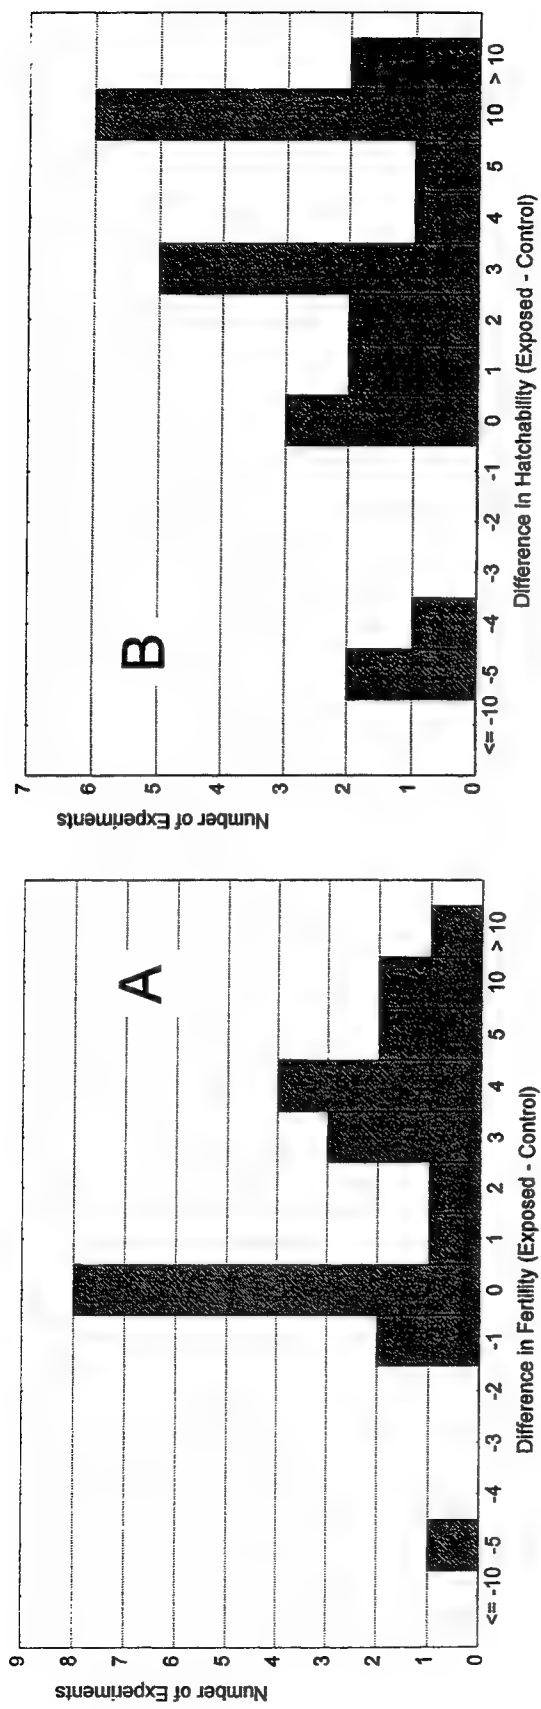 A
9
8
7
6
5
4
3
2
1
0
Number of Experiments
<= -10 -5 -4 -3 -2 -1 0 1 2 3 4 5 10 > 10
Difference in Fertility (Exposed - Control)
B
7
6
5
4
3
2
1
0
Number of Experiments
<= -10 -5 -4 -3 -2 -1 0 1 2 3 4 5 10 > 10
Difference in Hatchability (Exposed - Control)